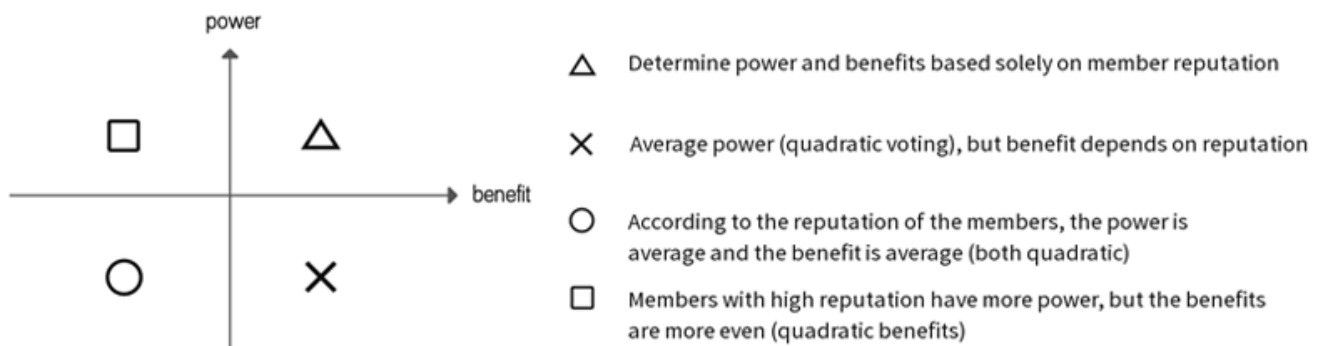 power
benefit
Determine power and benefits based solely on member reputation
Average power (quadratic voting), but benefit depends on reputation
According to the reputation of the members, the power is
average and the benefit is average (both quadratic)
Members with high reputation have more power, but the benefits
are more even (quadratic benefits)